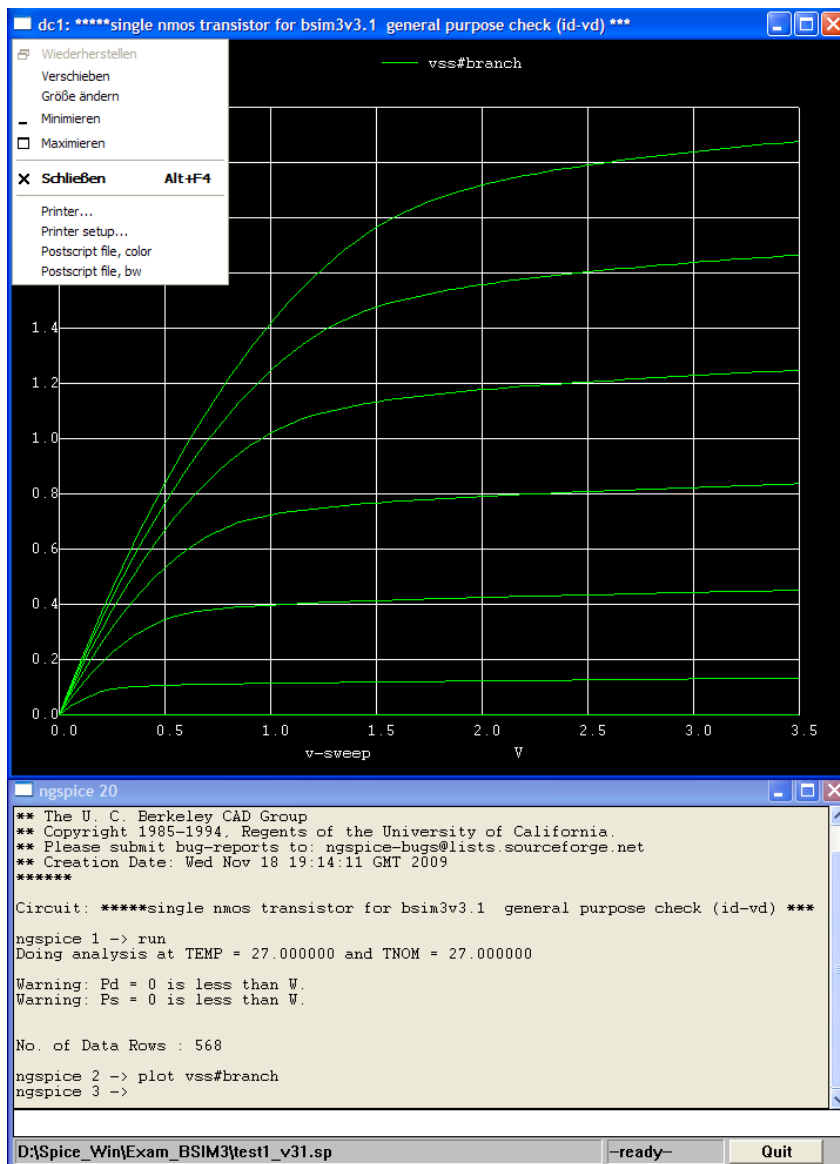 dc1: *****single nmos transistor for bsim3v3.1 general purpose check (id-vd) ***
Wiederherstellen
Verschieben
Größe ändern
Minimieren
Maximieren
Schließen Alt+F4
Printer...
Printer setup...
Postscript file, color
Postscript file, bw
vss#branch
1.4
1.2
1.0
0.8
0.6
0.4
0.2
0.0
0.0 0.5 1.0 1.5 2.0 2.5 3.0 3.5
v-sweep V
ngspice 20
** The U. C. Berkeley CAD Group
** Copyright 1985-1994, Regents of the University of California.
** Please submit bug-reports to: ngspice-bugs@lists.sourceforge.net
** Creation Date: Wed Nov 18 19:14:11 GMT 2009
******
Circuit: *****single nmos transistor for bsim3v3.1 general purpose check (id-vd) ***
ngspice 1 -> run
Doing analysis at TEMP = 27.000000 and TNOM = 27.000000
Warning: Pd = 0 is less than W.
Warning: Ps = 0 is less than W.
No. of Data Rows : 568
ngspice 2 -> plot vss#branch
ngspice 3 ->
D:\Spice_Win\Exam_BSIM3\test1_v31.sp
--ready--
Quit